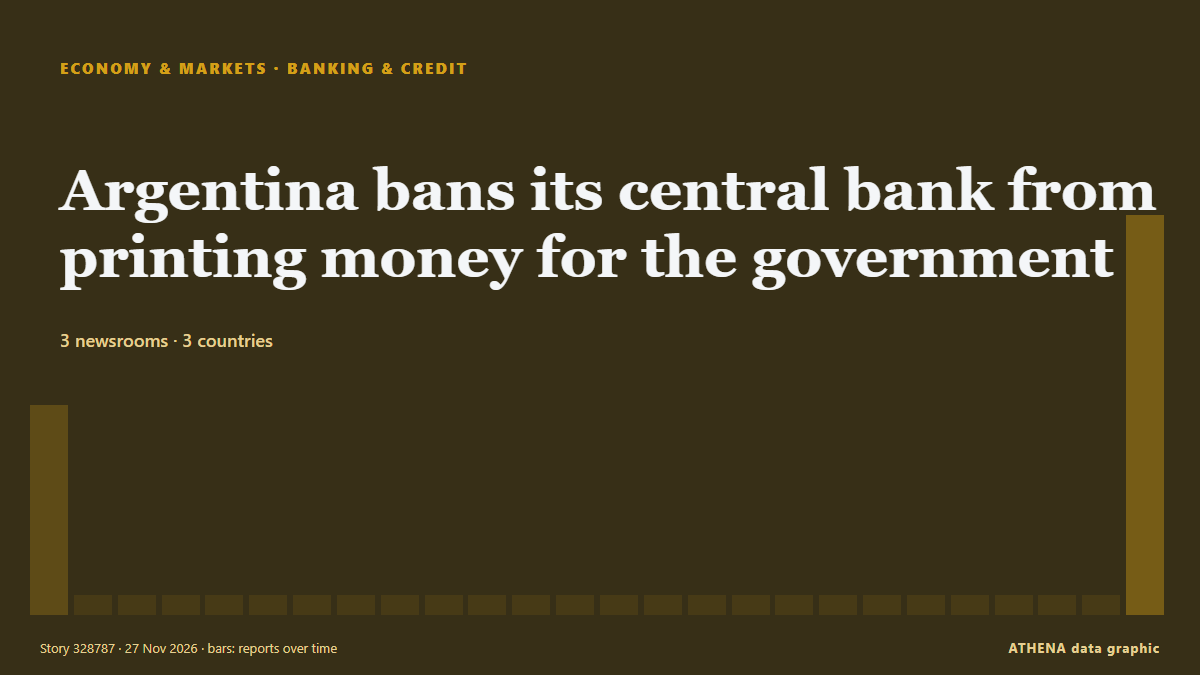 ECONOMY & MARKETS · BANKING & CREDIT
Argentina bans its central bank from
printing money for the government
3 newsrooms · 3 countries
Story 328787 · 27 Nov 2026 · bars: reports over time
ATHENA data graphic